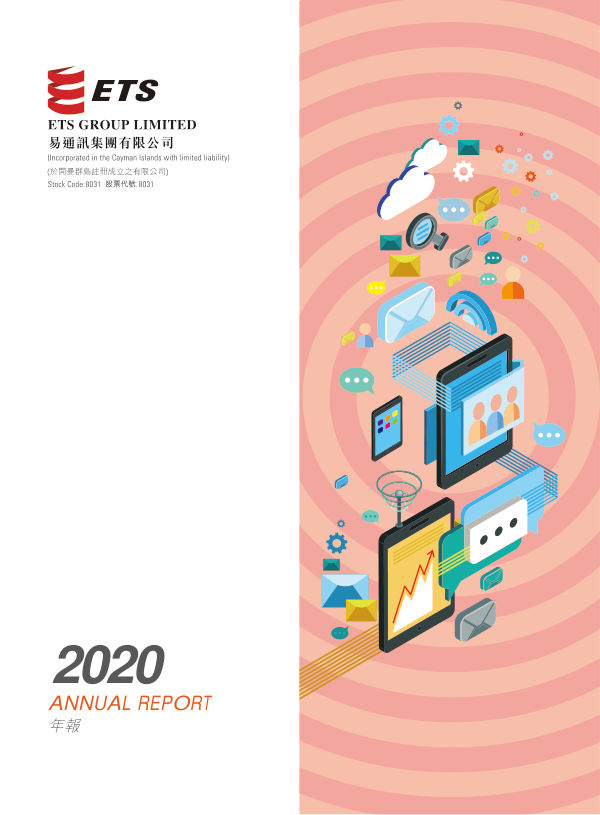 ETS
ETS GROUP LIMITED
易通訊集團有限公司
(Incorporated in the Cayman Islands with limited liability)
(於開曼群島註冊成立之有限公司)
Stock Code: 8031 股票代號: 8031
2020
ANNUAL REPORT
年報